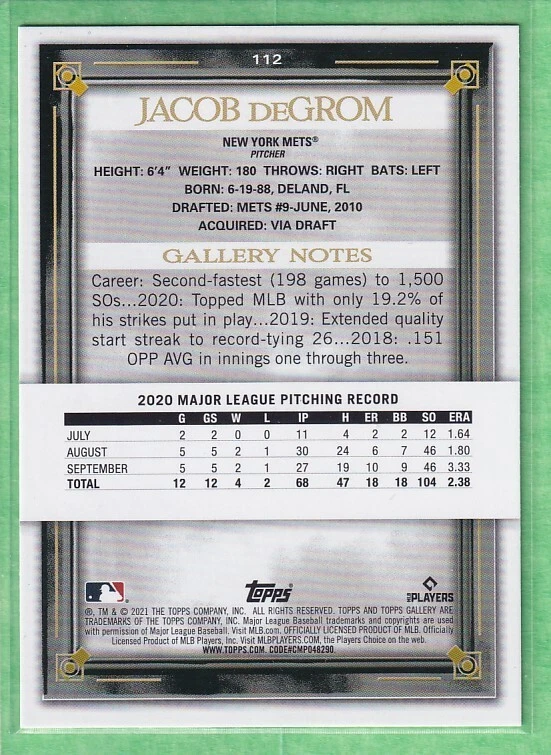 112
JACOB DEGROM
NEW YORK METS®
PITCHER
HEIGHT: 6'4" WEIGHT: 180 THROWS: RIGHT BATS: LEFT
BORN: 6-19-88, DELAND, FL
DRAFTED: METS #9-JUNE, 2010
ACQUIRED: VIA DRAFT
GALLERY NOTES
Career: Second-fastest (198 games) to 1,500
SOs...2020: Topped MLB with only 19.2% of
his strikes put in play...2019: Extended quality
start streak to record-tying 26...2018: .151
OPP AVG in innings one through three.
2020 MAJOR LEAGUE PITCHING RECORD
G GS W L IP H ER BB SO ERA
JULY 2 2 0 0 11 4 2 2 12 1.64
AUGUST 5 5 2 1 30 24 6 7 46 1.80
SEPTEMBER 5 5 2 1 27 19 10 9 46 3.33
TOTAL 12 12 4 2 68 47 18 18 104 2.38
Topps
MLB PLAYERS
®, TM & © 2021 THE TOPPS COMPANY, INC. ALL RIGHTS RESERVED. TOPPS AND TOPPS GALLERY ARE
TRADEMARKS OF THE TOPPS COMPANY, INC. Major League Baseball trademarks and copyrights are used
with permission of Major League Baseball. Visit MLB.com. OFFICIALLY LICENSED PRODUCT OF MLB. Officially
Licensed Product of MLB Players, Inc. Visit MLBPLAYERS.COM, the Players Choice on the web.
WWW.TOPPS.COM. CODE#CMP048290